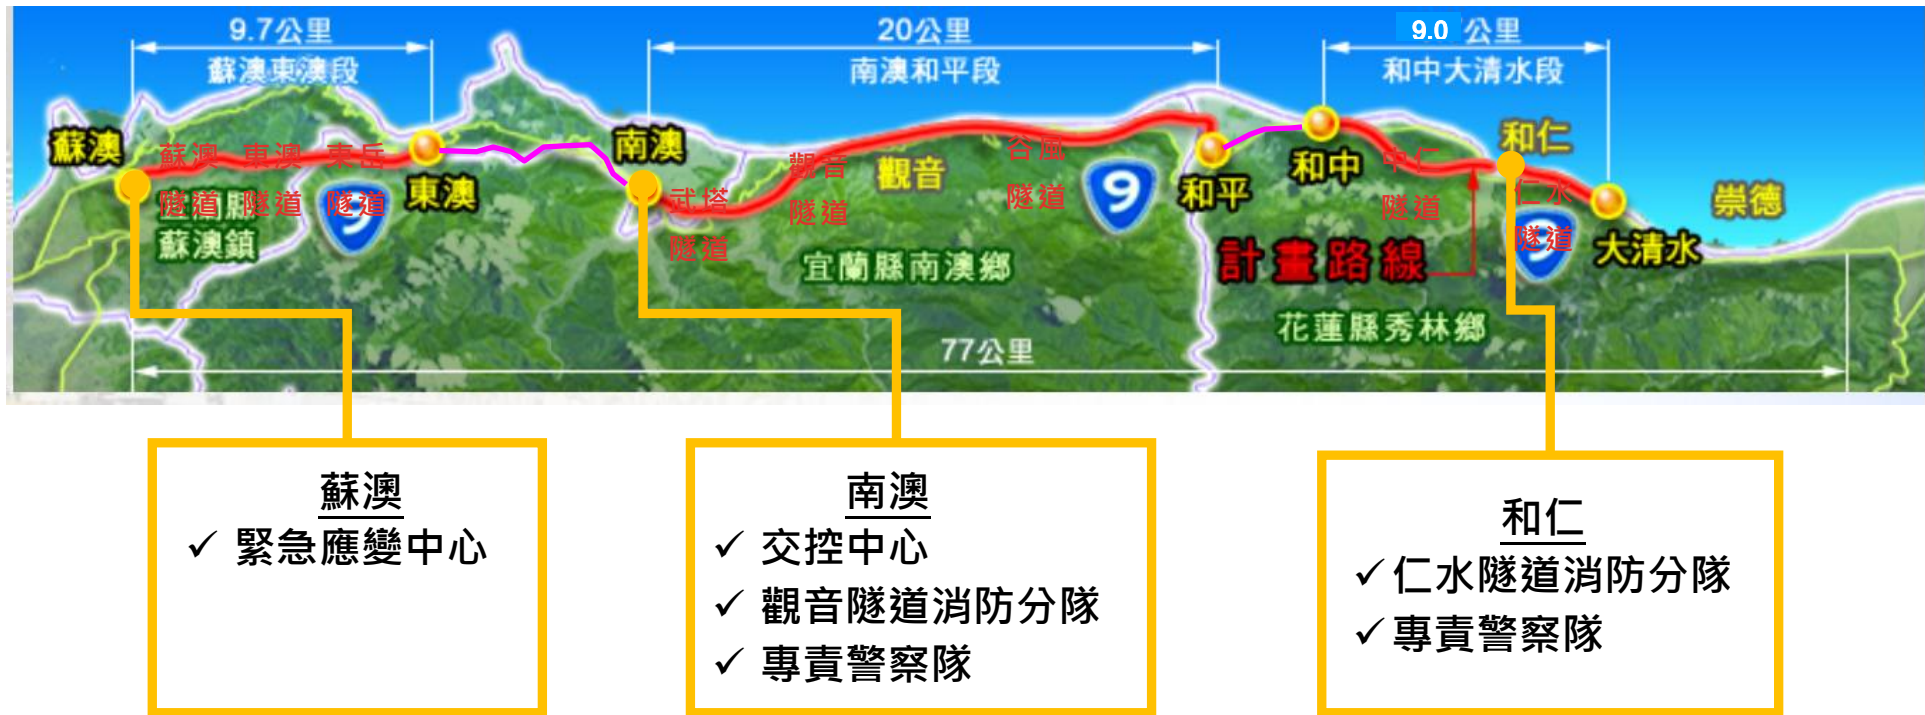 9.7公里
蘇澳東澳段
20公里
南澳和平段
9.0 公里
和中大清水段
蘇澳
蘇澳
隧道
東澳
隧道
東岳
隧道
東澳
宜蘭縣
蘇澳鎮
9
南澳
武塔
隧道
觀音
隧道
觀音
谷風
隧道
9
和平
和中
中仁
隧道
和仁
仁水
隧道
9
大清水
崇德
宜蘭縣南澳鄉
計畫路線
花蓮縣秀林鄉
77公里
蘇澳
✓ 緊急應變中心
南澳
✓ 交控中心
✓ 觀音隧道消防分隊
✓ 專責警察隊
和仁
✓ 仁水隧道消防分隊
✓ 專責警察隊